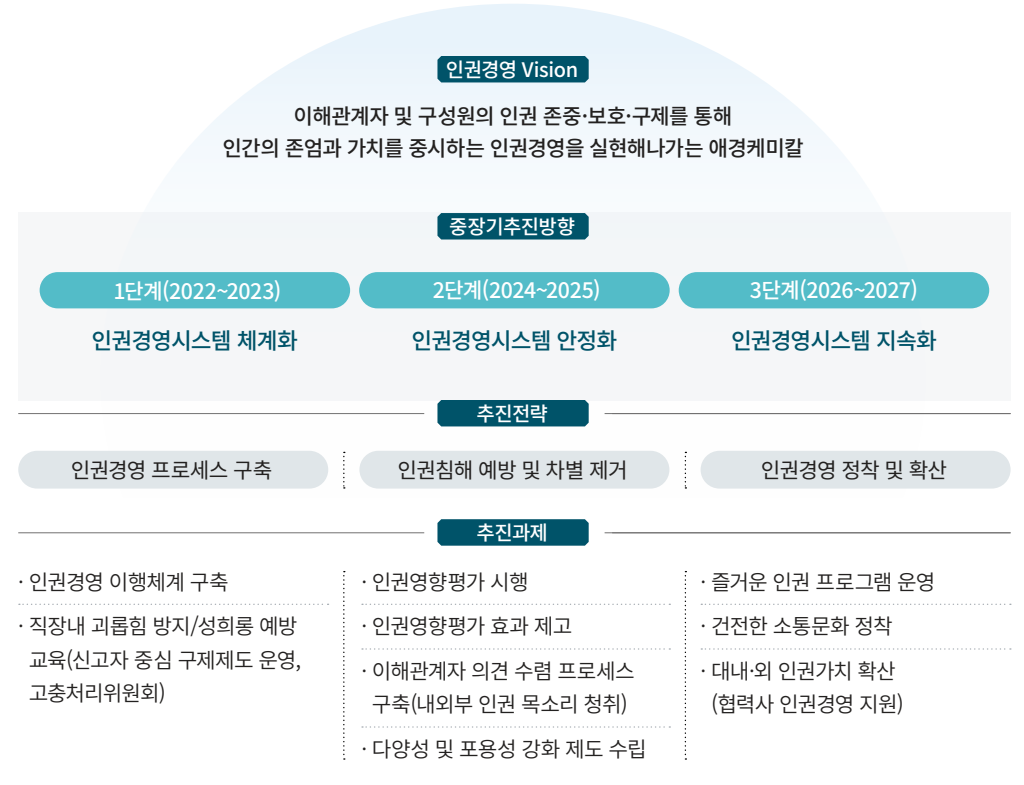 인권경영 Vision
이해관계자 및 구성원의 인권 존중·보호·구제를 통해
인간의 존엄과 가치를 중시하는 인권경영을 실현해나가는 애경케미칼
중장기추진방향
1단계(2022~2023)
인권경영시스템 체계화
2단계(2024~2025)
인권경영시스템 안정화
3단계(2026~2027)
인권경영시스템 지속화
추진전략
인권경영 프로세스 구축
인권침해 예방 및 차별 제거
인권경영 정착 및 확산
추진과제
· 인권경영 이행체계 구축
· 직장내 괴롭힘 방지/성희롱 예방
교육(신고자 중심 구제제도 운영,
고충처리위원회)
· 인권영향평가 시행
· 인권영향평가 효과 제고
· 이해관계자 의견 수렴 프로세스
구축(내외부 인권 목소리 청취)
· 다양성 및 포용성 강화 제도 수립
· 즐거운 인권 프로그램 운영
· 건전한 소통문화 정착
· 대내·외 인권가치 확산
(협력사 인권경영 지원)